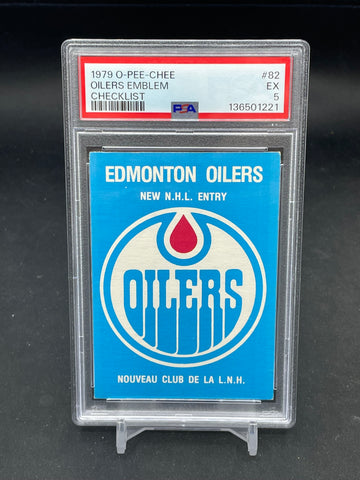 1979 O-PEE-CHEE #82
OILERS EMBLEM EX
CHECKLIST 5
PSA 136501221
EDMONTON OILERS
NEW N.H.L. ENTRY
OILERS
NOUVEAU CLUB DE LA L.N.H.